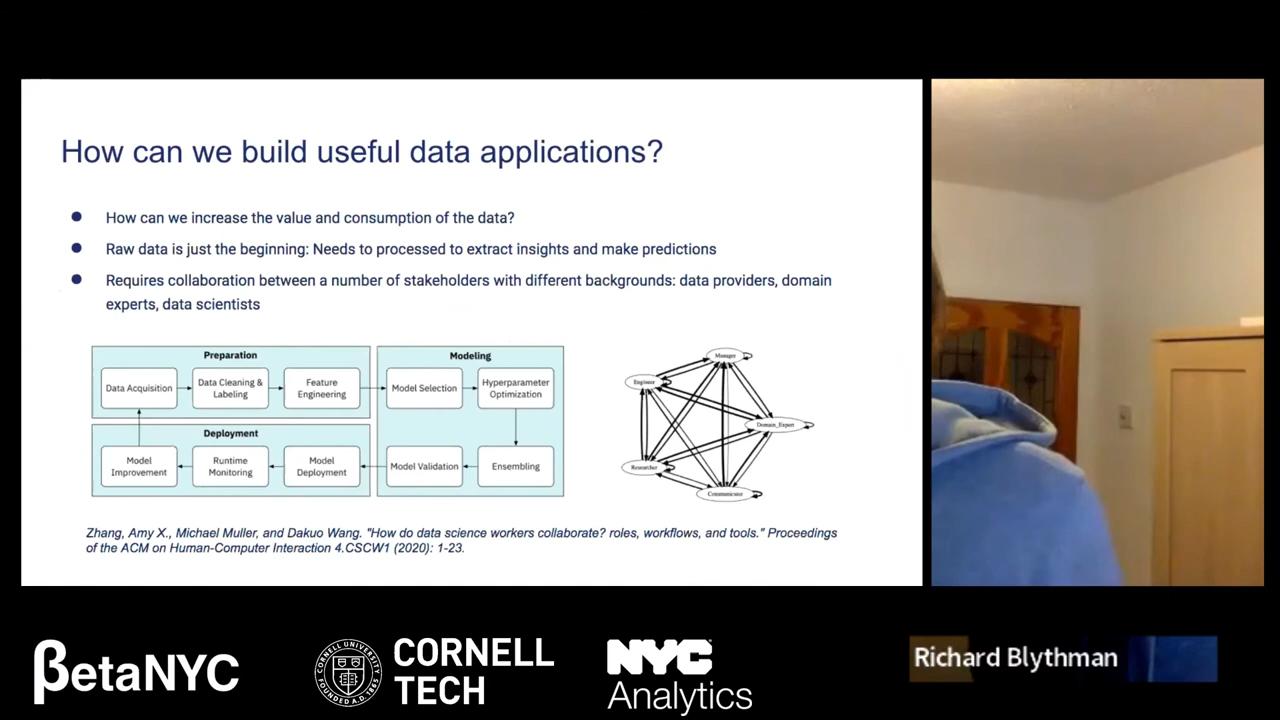 How can we build useful data applications?
How can we increase the value and consumption of the data?
Raw data is just the beginning: Needs to processed to extract insights and make predictions
Requires collaboration between a number of stakeholders with different backgrounds: data providers, domain
experts, data scientists
Preparation
Data Acquisition
Data Cleaning &
Labeling
Feature
Engineering
Modeling
Model Selection
Hyperparameter
Optimization
Deployment
Model
Improvement
Runtime
Monitoring
Model
Deployment
Model Validation
Ensembling
Manager
Engineer
Domain_Expert
Researcher
Communicator
Zhang, Amy X., Michael Muller, and Dakuo Wang. "How do data science workers collaborate? roles, workflows, and tools." Proceedings
of the ACM on Human-Computer Interaction 4.CSCW1 (2020): 1-23.
βetaNYC
CORNELL
TECH
NYC
Analytics
Richard Blythman